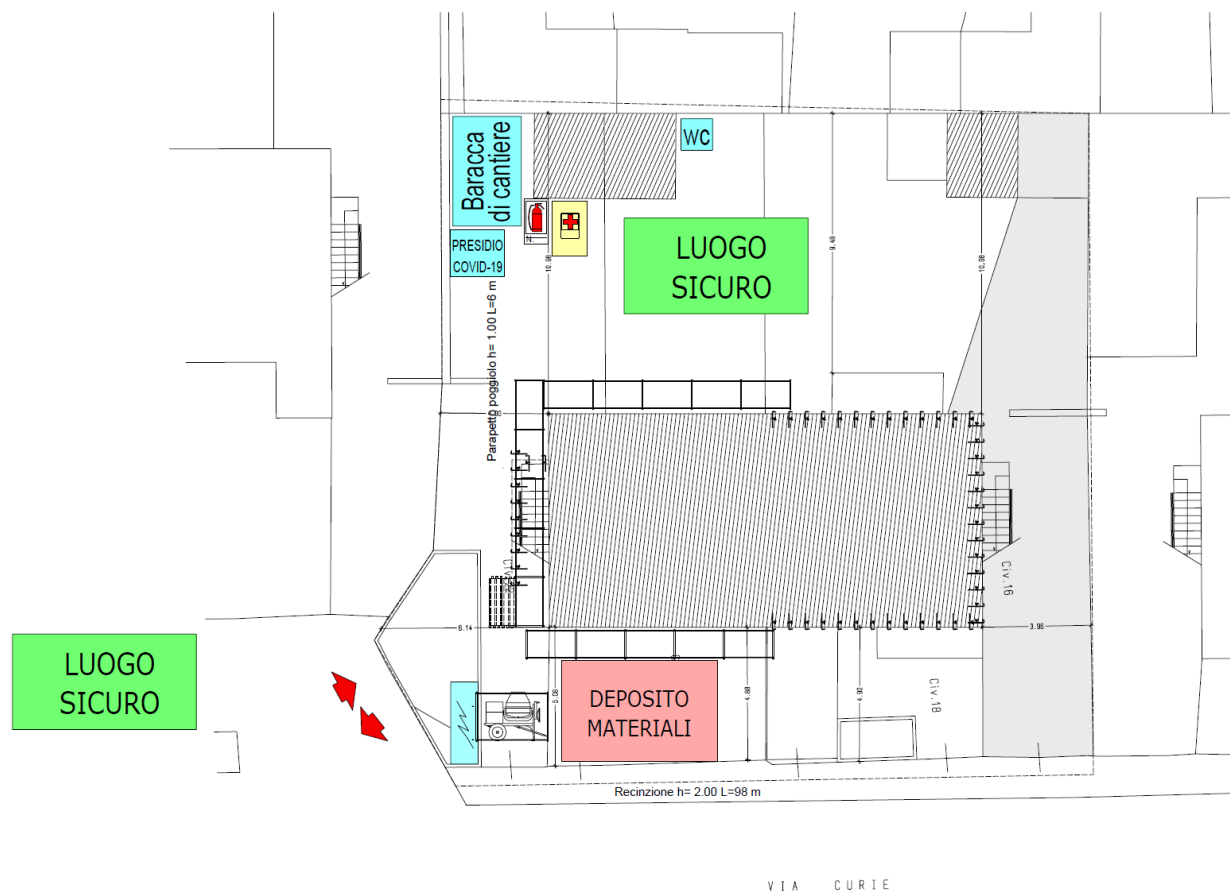 Baracca
di cantiere
WC
N.
PRESIDIO
COVID-19
LUOGO
SICURO
10.98
9.48
10.98
Parapetto poggiolo h= 1.00 L=6 m
Civ.16
6.14
3.98
LUOGO
SICURO
DEPOSITO
MATERIALI
5.08
4.88
4.90
Civ.18
Recinzione h= 2.00 L=98 m
VIA CURIE